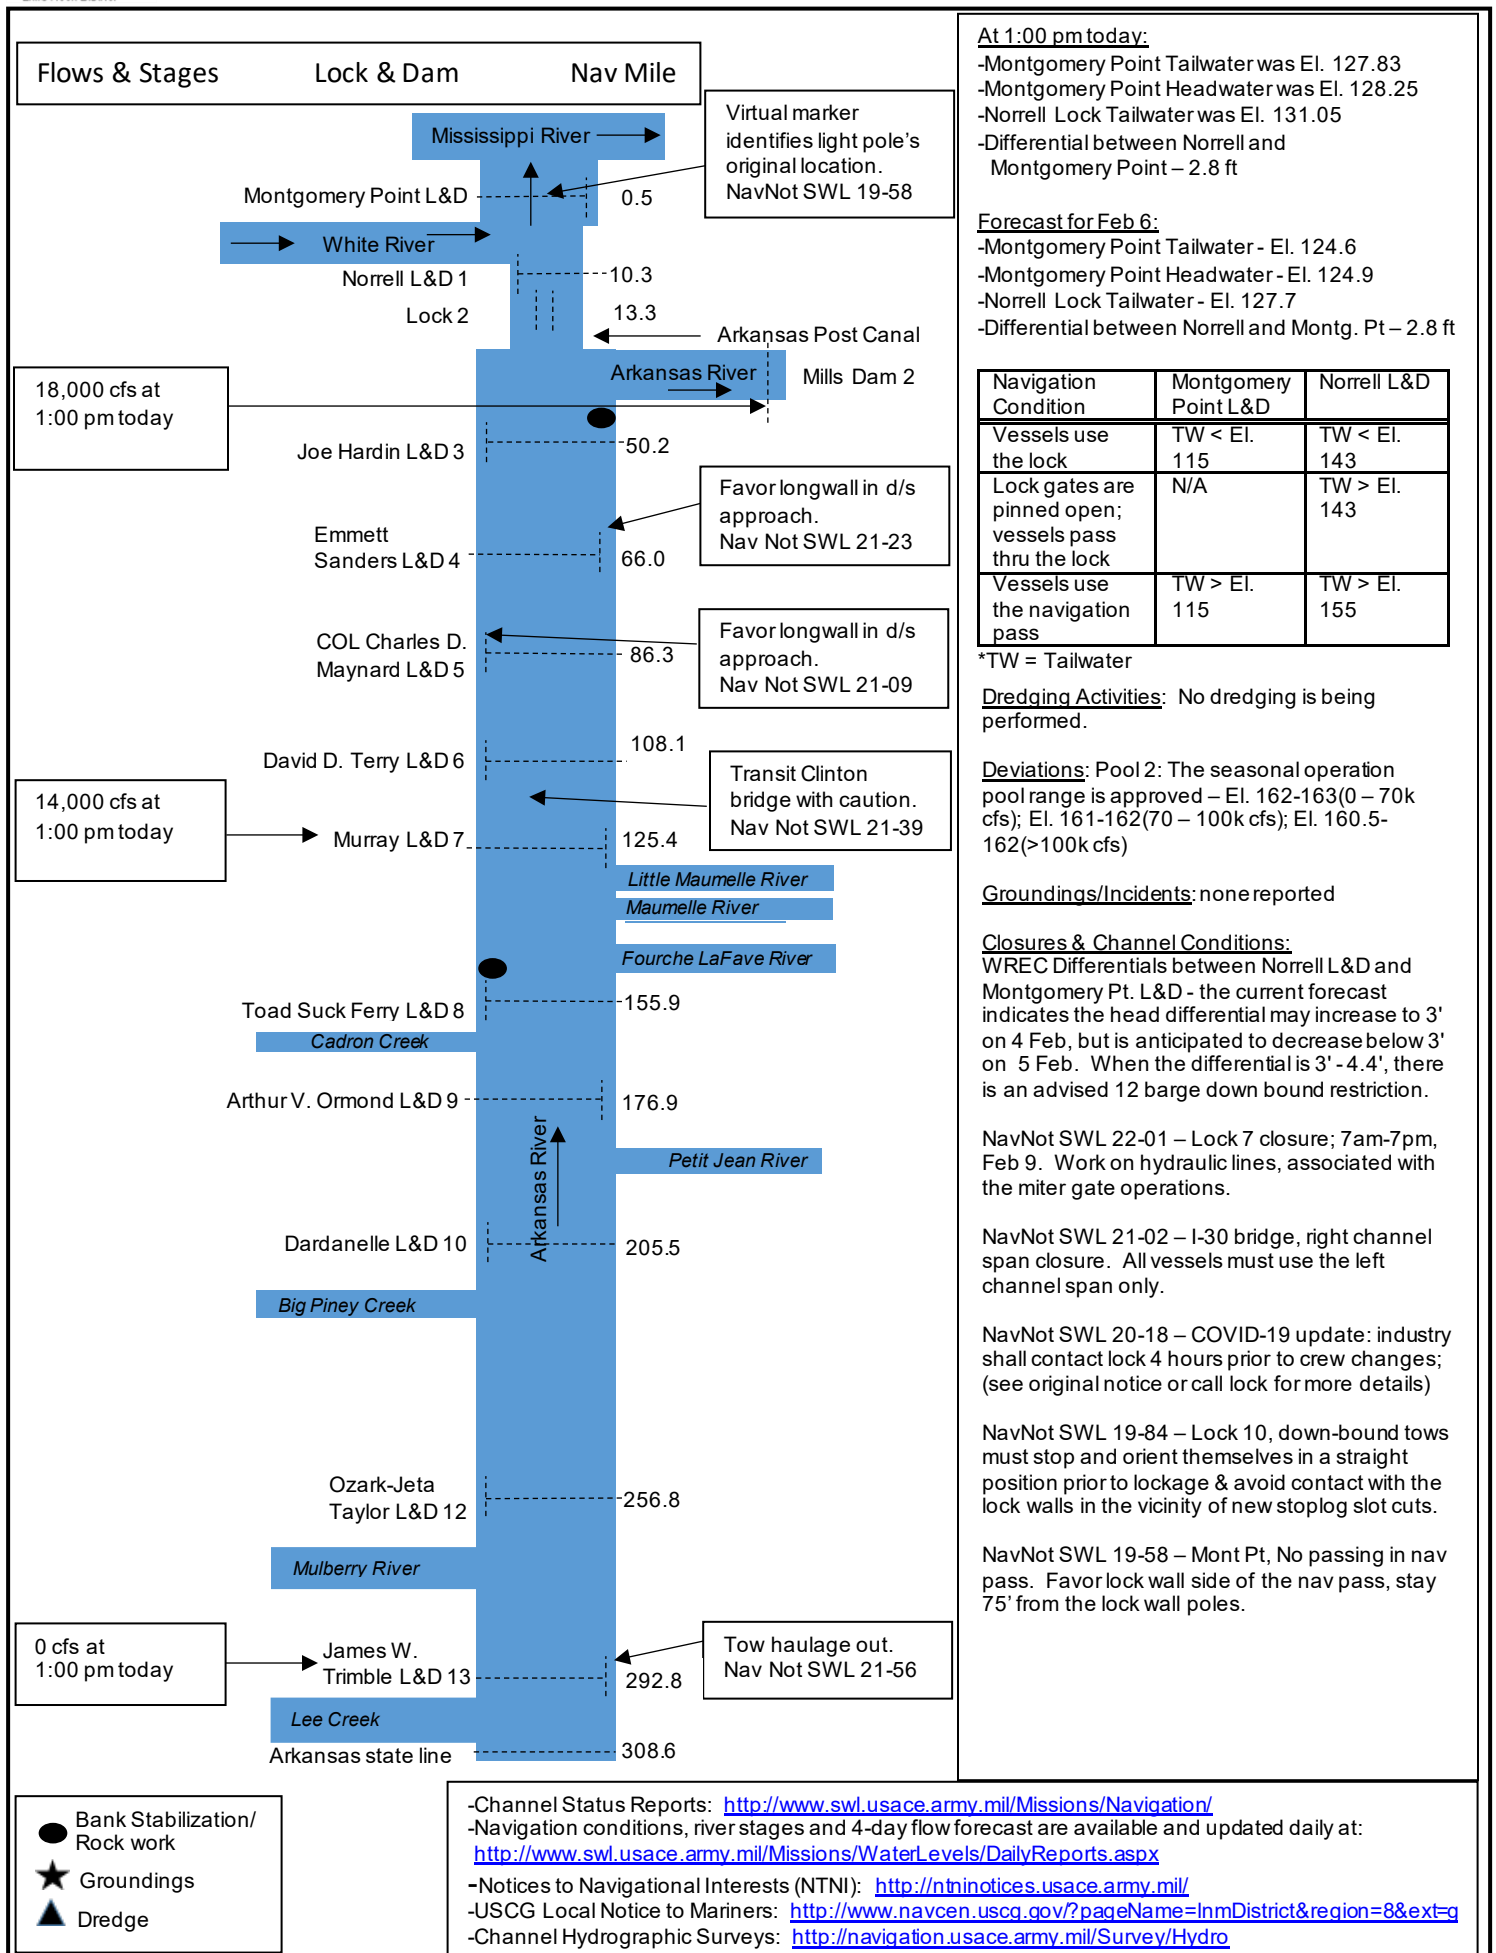 Flows & Stages Lock & Dam Nav Mile
Mississippi River
Virtual marker
identifies light pole's
original location.
NavNot SWL 19-58
Montgomery Point L&D 0.5
White River
Norrell L&D 1 10.3
Lock 2 13.3
Arkansas Post Canal
Arkansas River Mills Dam 2
18,000 cfs at
1:00 pm today
Joe Hardin L&D 3 50.2
Favor longwall in d/s
approach.
Nav Not SWL 21-23
Emmett
Sanders L&D 4 66.0
Favor longwall in d/s
approach.
Nav Not SWL 21-09
COL Charles D.
Maynard L&D 5 86.3
David D. Terry L&D 6 108.1
Transit Clinton
bridge with caution.
Nav Not SWL 21-39
14,000 cfs at
1:00 pm today
Murray L&D 7 125.4
Little Maumelle River
Maumelle River
Fourche LaFave River
Toad Suck Ferry L&D 8 155.9
Cadron Creek
Arthur V. Ormond L&D 9 176.9
Arkansas River
Petit Jean River
Dardanelle L&D 10 205.5
Big Piney Creek
Ozark-Jeta
Taylor L&D 12 256.8
Mulberry River
0 cfs at
1:00 pm today
James W.
Trimble L&D 13 292.8
Tow haulage out.
Nav Not SWL 21-56
Lee Creek
Arkansas state line 308.6
At 1:00 pm today:
-Montgomery Point Tailwater was El. 127.83
-Montgomery Point Headwater was El. 128.25
-Norrell Lock Tailwater was El. 131.05
-Differential between Norrell and
Montgomery Point – 2.8 ft
Forecast for Feb 6:
-Montgomery Point Tailwater - El. 124.6
-Montgomery Point Headwater - El. 124.9
-Norrell Lock Tailwater - El. 127.7
-Differential between Norrell and Montg. Pt – 2.8 ft
Navigation Montgomery Norrell L&D
Condition Point L&D
Vessels use TW < El. TW < El.
the lock 115 143
Lock gates are N/A TW > El.
pinned open; 143
vessels pass
thru the lock
Vessels use TW > El. TW > El.
the navigation 115 155
pass
*TW = Tailwater
Dredging Activities: No dredging is being
performed.
Deviations: Pool 2: The seasonal operation
pool range is approved – El. 162-163(0 – 70k
cfs); El. 161-162(70 – 100k cfs); El. 160.5-
162(>100k cfs)
Groundings/Incidents: none reported
Closures & Channel Conditions:
WREC Differentials between Norrell L&D and
Montgomery Pt. L&D - the current forecast
indicates the head differential may increase to 3'
on 4 Feb, but is anticipated to decrease below 3'
on 5 Feb. When the differential is 3' - 4.4', there
is an advised 12 barge down bound restriction.
NavNot SWL 22-01 – Lock 7 closure; 7am-7pm,
Feb 9. Work on hydraulic lines, associated with
the miter gate operations.
NavNot SWL 21-02 – I-30 bridge, right channel
span closure. All vessels must use the left
channel span only.
NavNot SWL 20-18 – COVID-19 update: industry
shall contact lock 4 hours prior to crew changes;
(see original notice or call lock for more details)
NavNot SWL 19-84 – Lock 10, down-bound tows
must stop and orient themselves in a straight
position prior to lockage & avoid contact with the
lock walls in the vicinity of new stoplog slot cuts.
NavNot SWL 19-58 – Mont Pt, No passing in nav
pass. Favor lock wall side of the nav pass, stay
75' from the lock wall poles.
Bank Stabilization/
Rock work
Groundings
Dredge
-Channel Status Reports: http://www.swl.usace.army.mil/Missions/Navigation/
-Navigation conditions, river stages and 4-day flow forecast are available and updated daily at:
http://www.swl.usace.army.mil/Missions/WaterLevels/DailyReports.aspx
-Notices to Navigational Interests (NTNI): http://ntninotices.usace.army.mil/
-USCG Local Notice to Mariners: http://www.navcen.uscg.gov/?pageName=lnmDistrict&region=8&ext=g
-Channel Hydrographic Surveys: http://navigation.usace.army.mil/Survey/Hydro